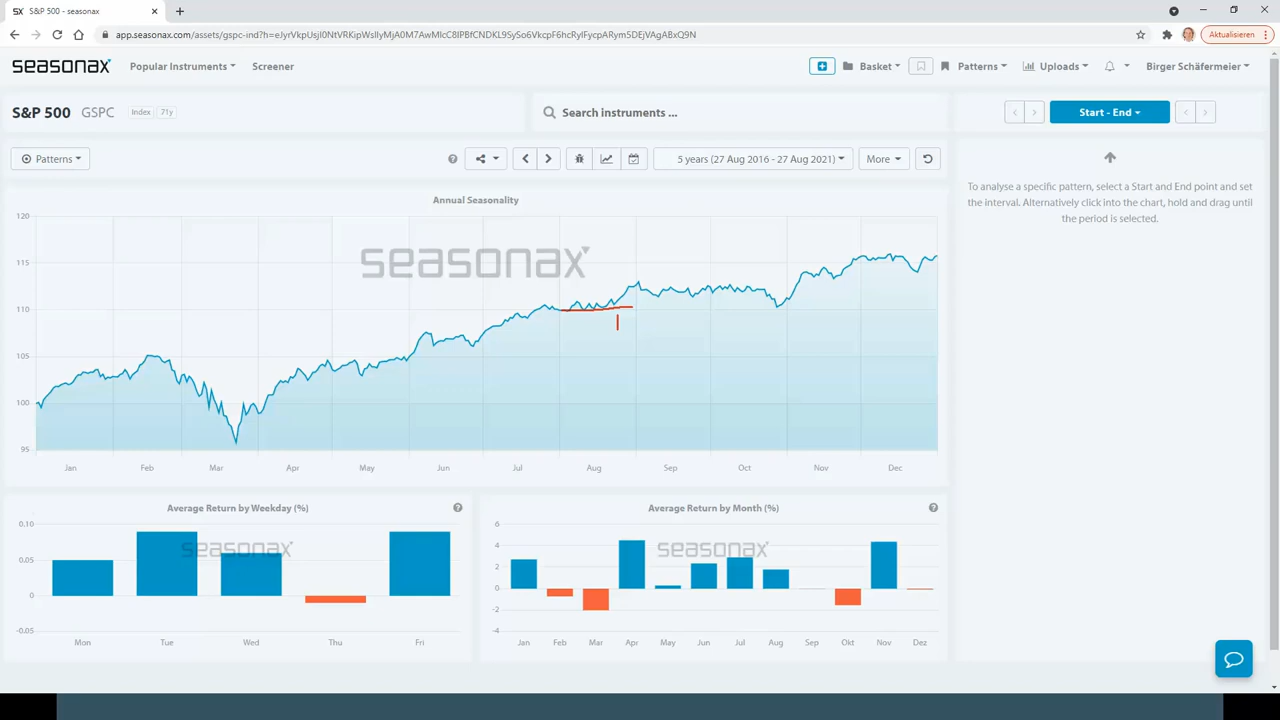 S&P 500 - seasonax
app.seasonax.com/assets/gspc-ind?h=eJyrVkpUsjI0NtVRKipWslIyMjA0M7AwMlcC8IPBfCNDKL9SySo6VkcpF6hcRylFycpARym5DEjVAgABxQ9N
Aktualisieren
seasonax
Popular Instruments
Screener
Basket
Patterns
Uploads
Birger Schäfermeier
S&P 500 GSPC Index 71y
Search instruments ...
Start - End
Patterns
5 years (27 Aug 2016 - 27 Aug 2021)
More
To analyse a specific pattern, select a Start and End point and set
the interval. Alternatively click into the chart, hold and drag until
the period is selected.
Annual Seasonality
seasonax
120
115
110
105
100
95
Jan Feb Mar Apr May Jun Jul Aug Sep Oct Nov Dec
Average Return by Weekday (%)
seasonax
0.10
0.05
0
-0.05
Mon Tue Wed Thu Fri
Average Return by Month (%)
seasonax
6
4
2
0
-2
-4
Jan Feb Mar Apr May Jun Jul Aug Sep Okt Nov Dez